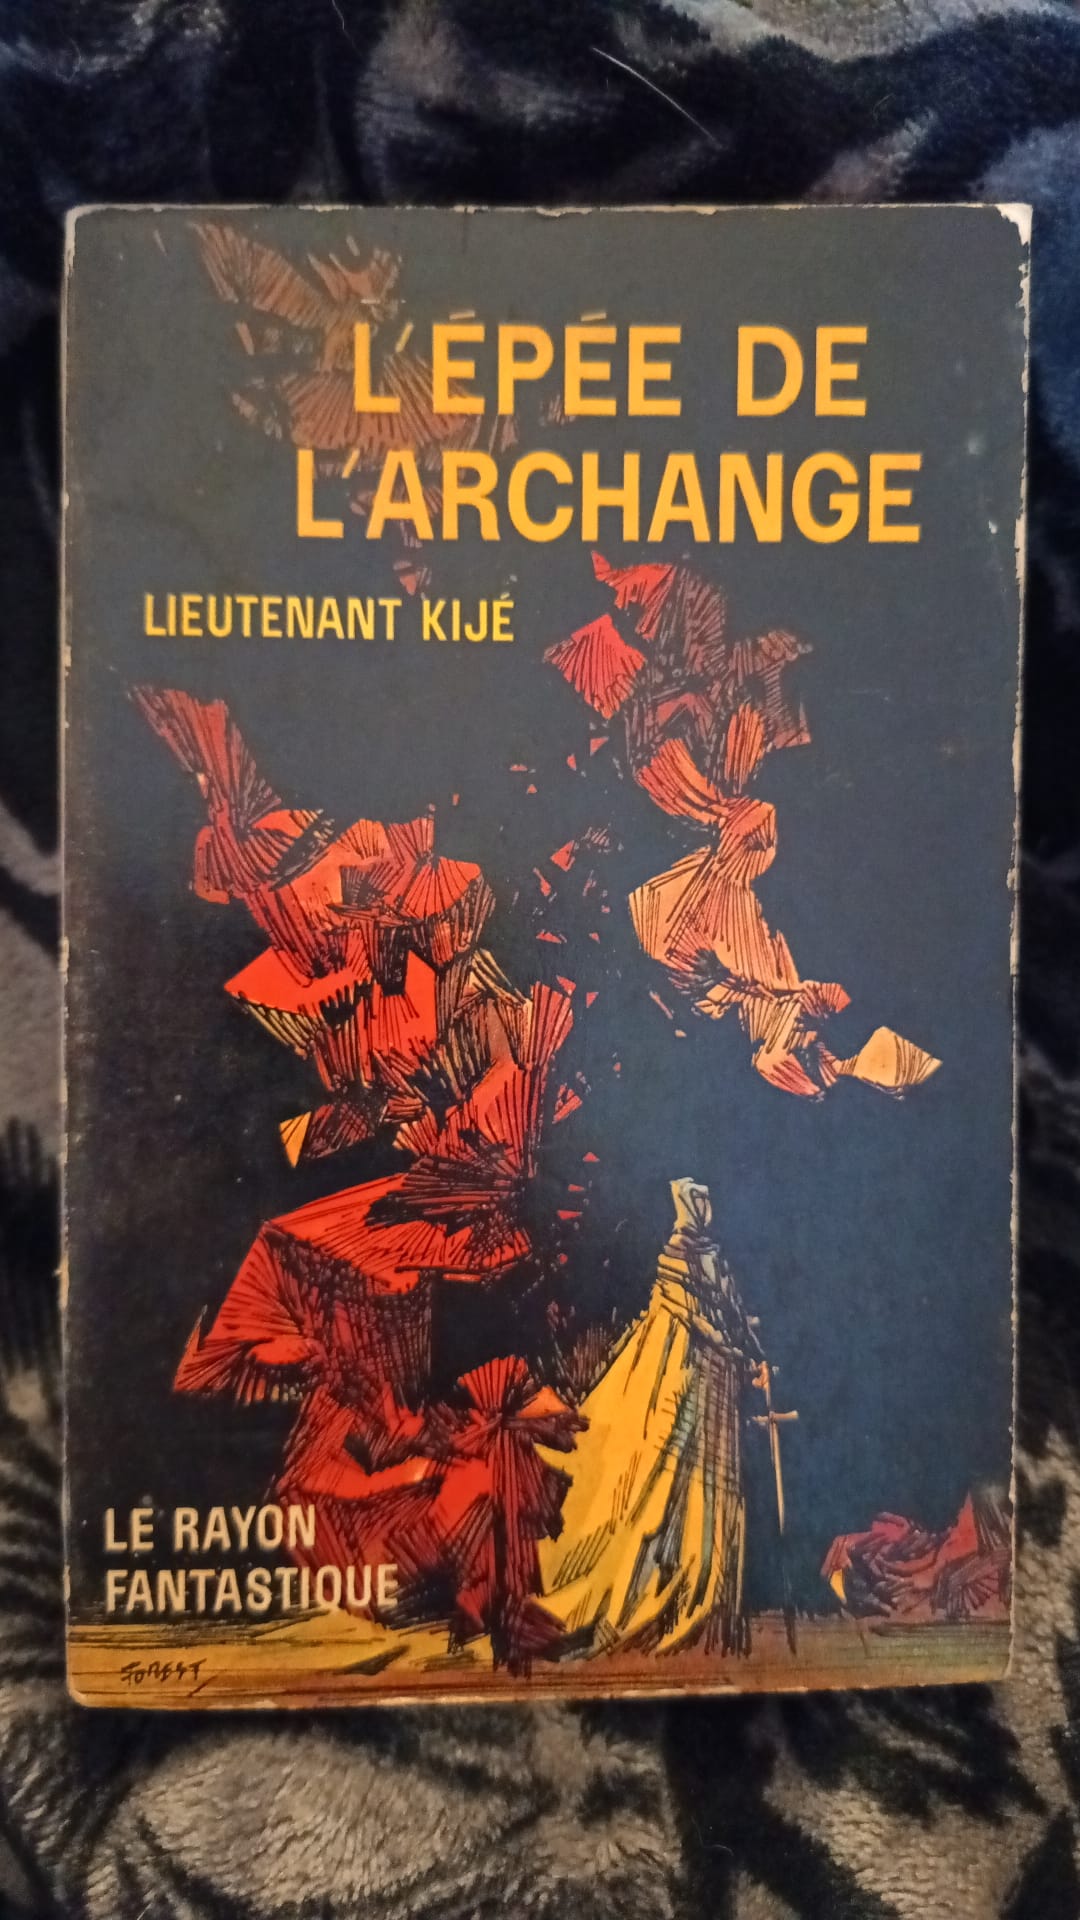 L'ÉPÉE DE
L'ARCHANGE
LIEUTENANT KIJÉ
LE RAYON
FANTASTIQUE
FOREST